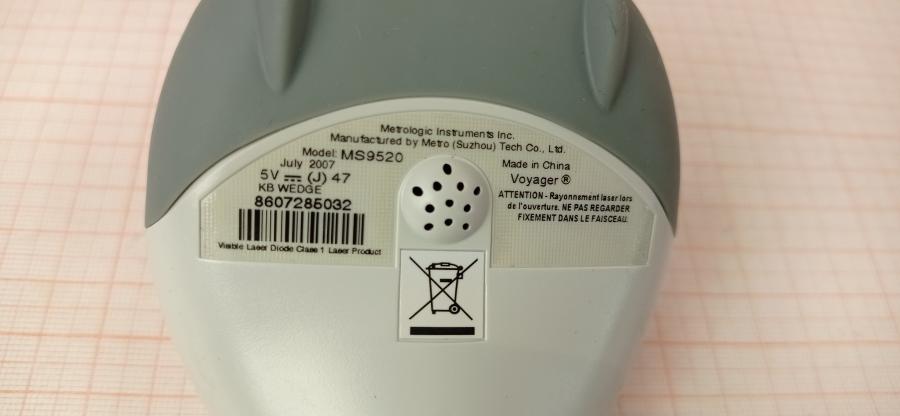 Metrologic Instruments Inc.
Manufactured by Metro (Suzhou) Tech Co., Ltd.
Model: MS9520
July 2007
5V ⎓ (J) 47
KB WEDGE
8607285032
Visible Laser Diode Class 1 Laser Product
Made in China
Voyager ®
ATTENTION - Rayonnement laser lors
de l'ouverture. NE PAS REGARDER
FIXEMENT DANS LE FAISCEAU.